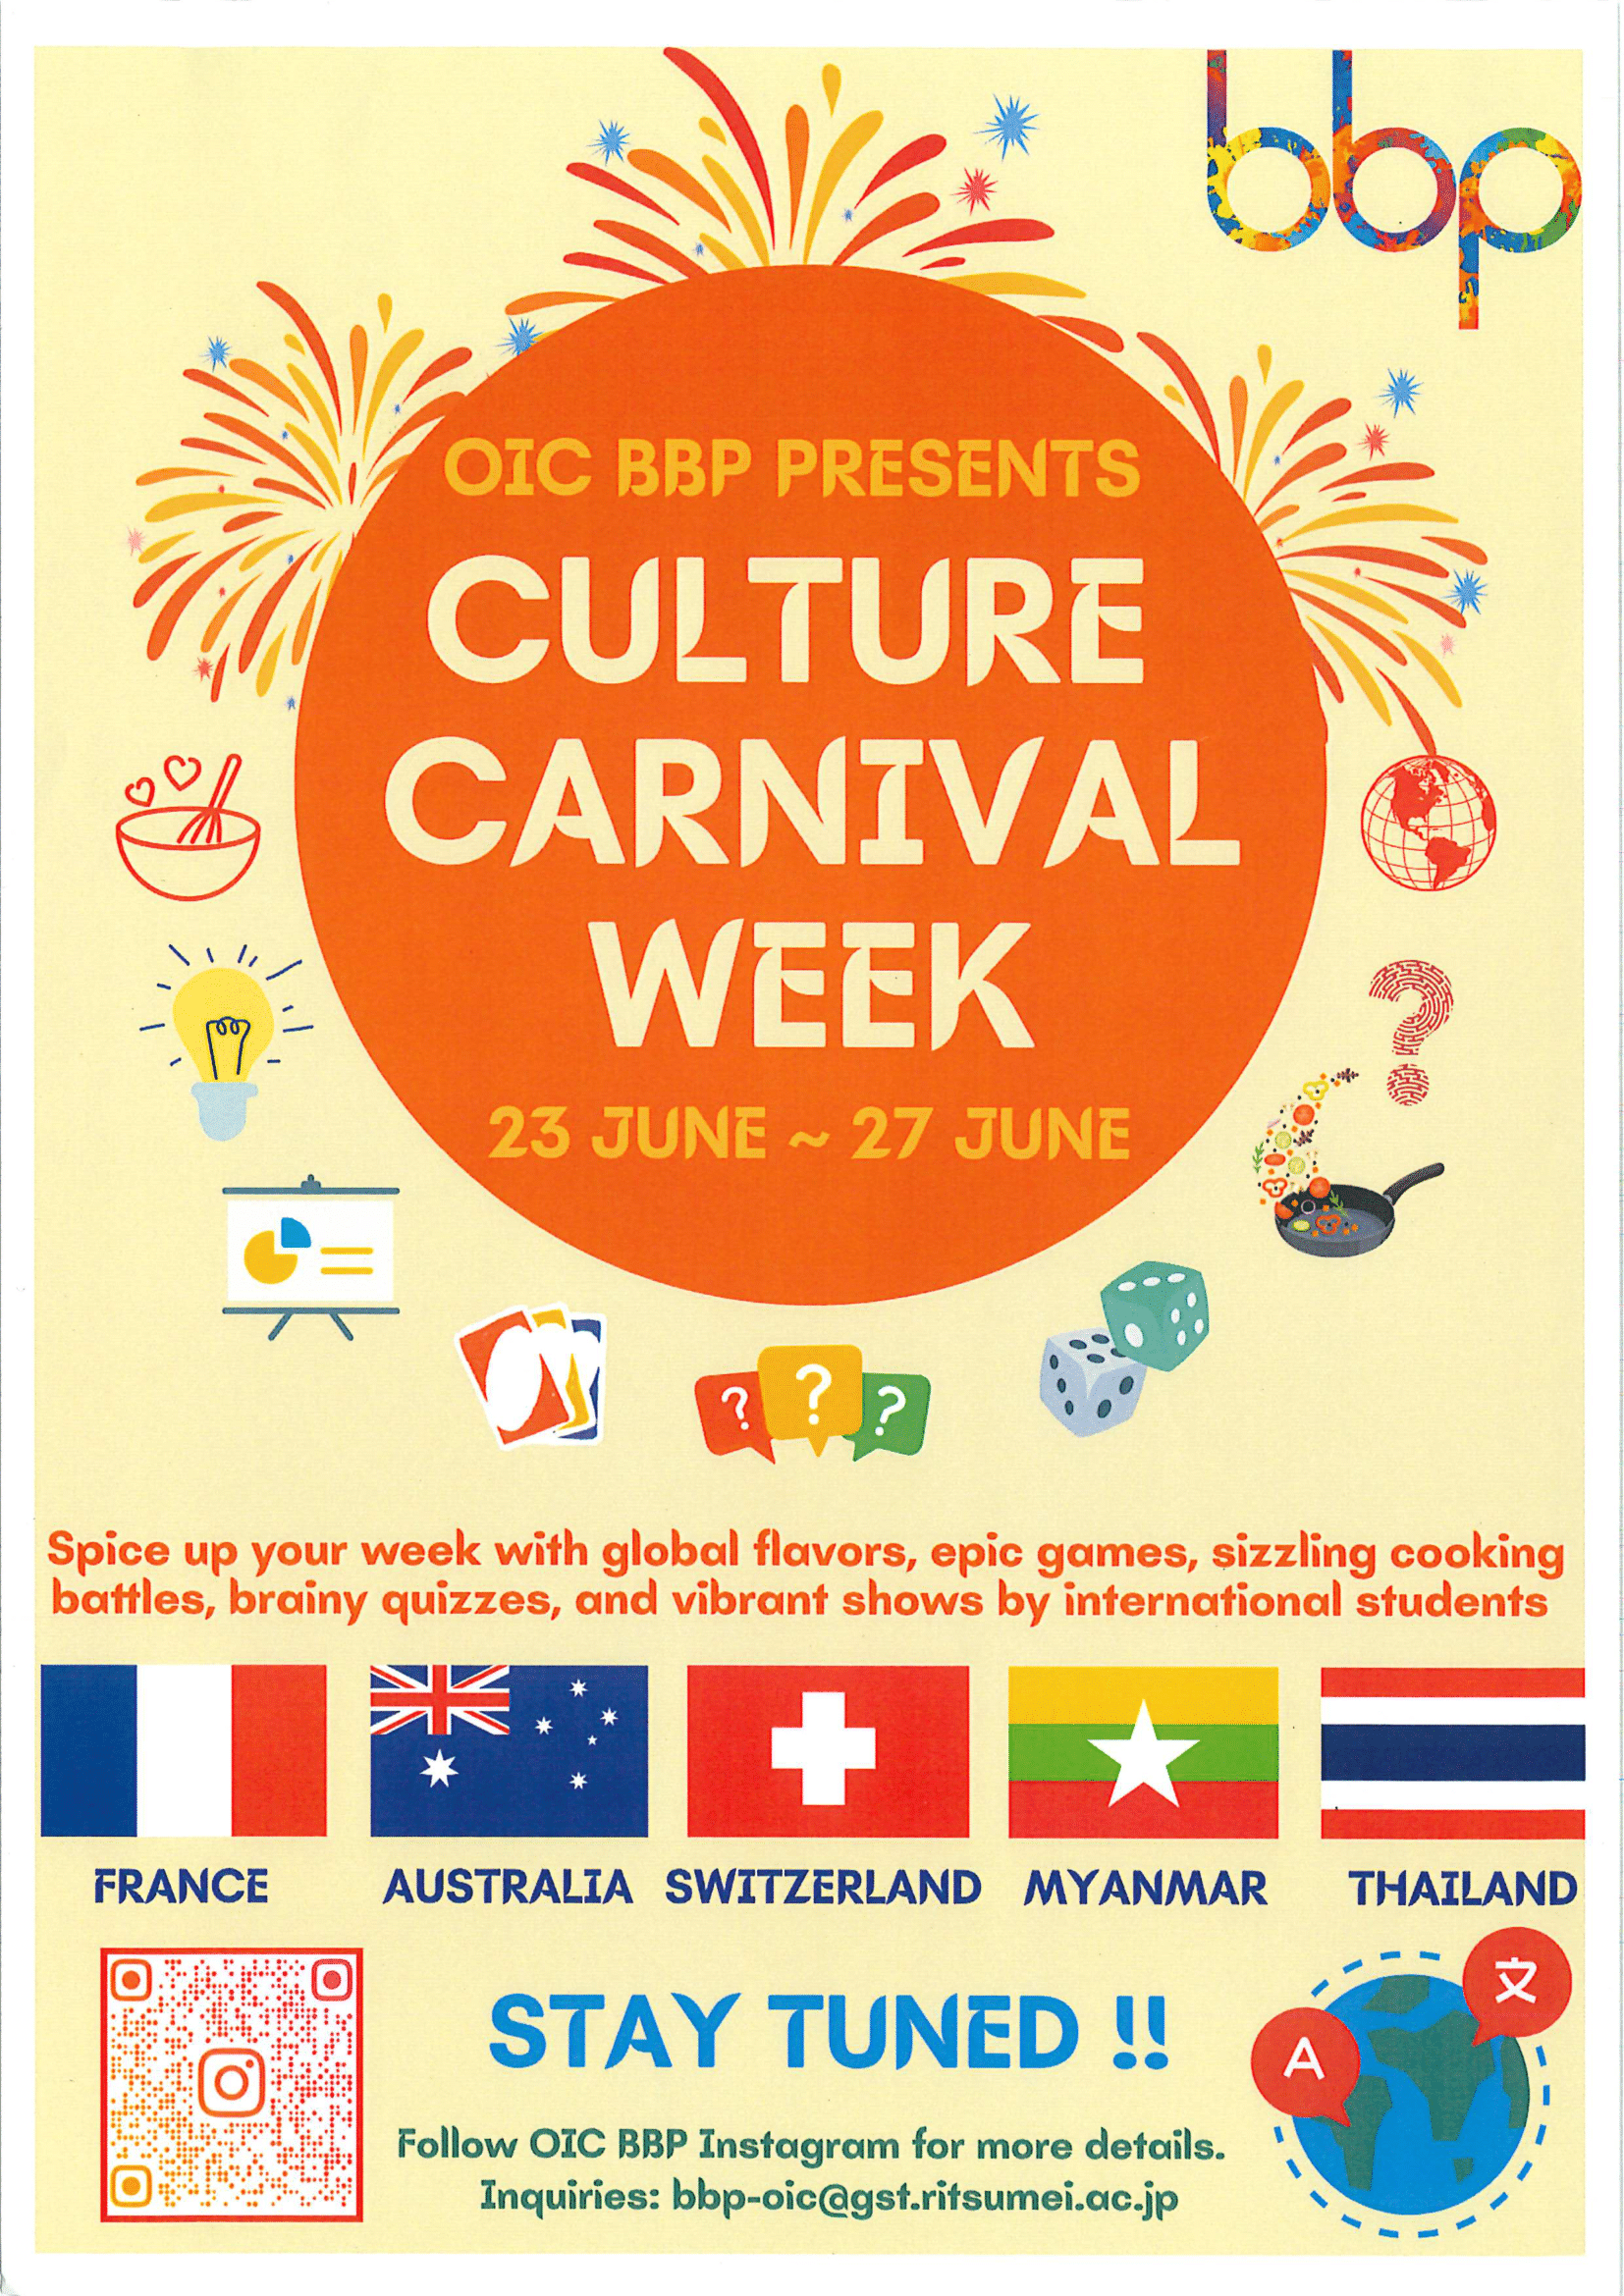 bbp
OIC BBP PRESENTS
CULTURE
CARNIVAL
WEEK
23 JUNE ~ 27 JUNE
?
? ? ?
Spice up your week with global flavors, epic games, sizzling cooking
battles, brainy quizzes, and vibrant shows by international students
FRANCE AUSTRALIA SWITZERLAND MYANMAR THAILAND
STAY TUNED !!
文
A
Follow OIC BBP Instagram for more details.
Inquiries: bbp-oic@gst.ritsumei.ac.jp